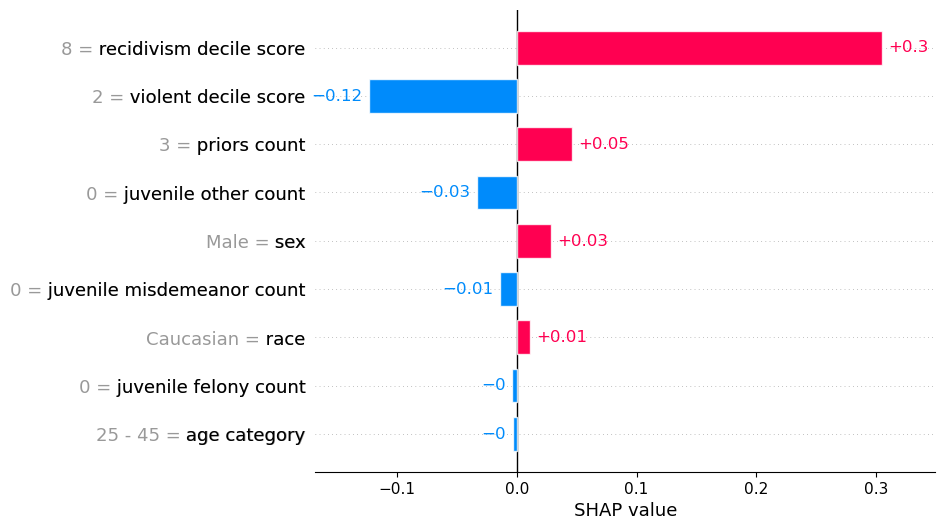 8 = recidivism decile score
+0.3
2 = violent decile score
−0.12
3 = priors count
+0.05
0 = juvenile other count
−0.03
Male = sex
+0.03
0 = juvenile misdemeanor count
−0.01
Caucasian = race
+0.01
0 = juvenile felony count
−0
25 - 45 = age category
−0
−0.1
0.0
0.1
0.2
0.3
SHAP value